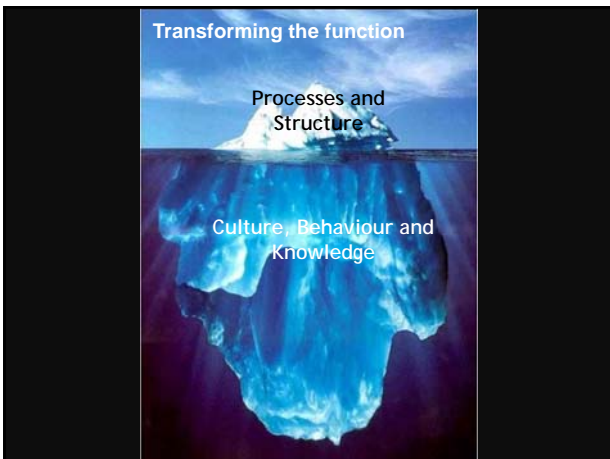 Transforming the function
Processes and
Structure
Culture, Behaviour and
Knowledge